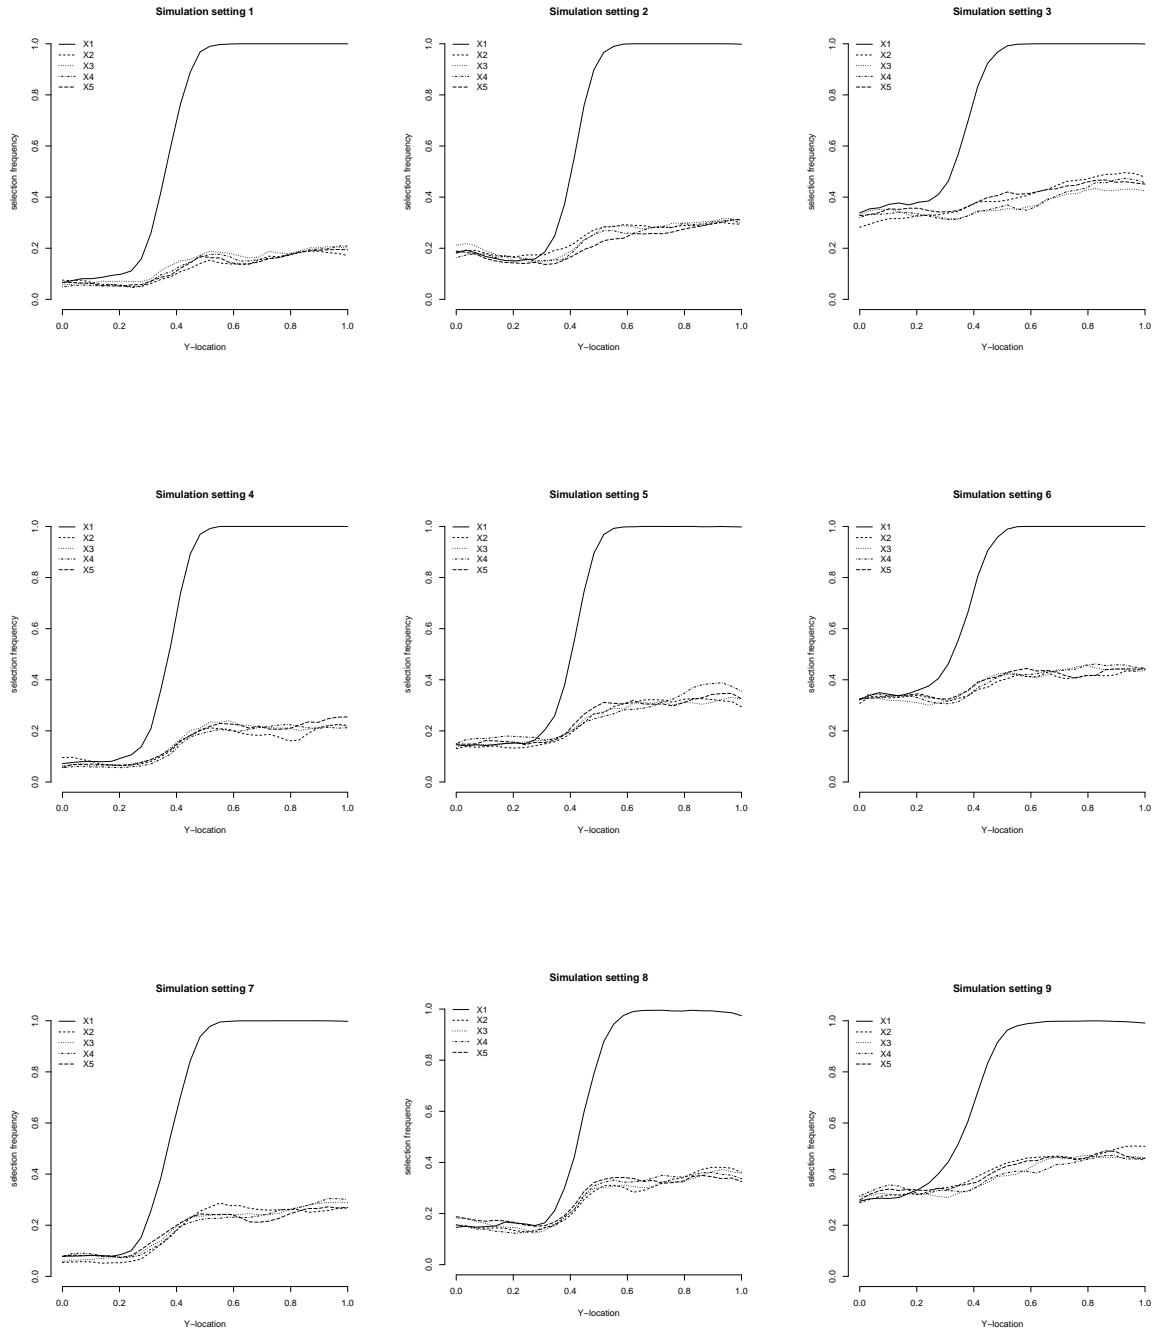 Simulation setting 1
X1
X2
X3
X4
X5
selection frequency
0.0 0.2 0.4 0.6 0.8 1.0
0.0 0.2 0.4 0.6 0.8 1.0
Y−location
Simulation setting 2
X1
X2
X3
X4
X5
selection frequency
0.0 0.2 0.4 0.6 0.8 1.0
0.0 0.2 0.4 0.6 0.8 1.0
Y−location
Simulation setting 3
X1
X2
X3
X4
X5
selection frequency
0.0 0.2 0.4 0.6 0.8 1.0
0.0 0.2 0.4 0.6 0.8 1.0
Y−location
Simulation setting 4
X1
X2
X3
X4
X5
selection frequency
0.0 0.2 0.4 0.6 0.8 1.0
0.0 0.2 0.4 0.6 0.8 1.0
Y−location
Simulation setting 5
X1
X2
X3
X4
X5
selection frequency
0.0 0.2 0.4 0.6 0.8 1.0
0.0 0.2 0.4 0.6 0.8 1.0
Y−location
Simulation setting 6
X1
X2
X3
X4
X5
selection frequency
0.0 0.2 0.4 0.6 0.8 1.0
0.0 0.2 0.4 0.6 0.8 1.0
Y−location
Simulation setting 7
X1
X2
X3
X4
X5
selection frequency
0.0 0.2 0.4 0.6 0.8 1.0
0.0 0.2 0.4 0.6 0.8 1.0
Y−location
Simulation setting 8
X1
X2
X3
X4
X5
selection frequency
0.0 0.2 0.4 0.6 0.8 1.0
0.0 0.2 0.4 0.6 0.8 1.0
Y−location
Simulation setting 9
X1
X2
X3
X4
X5
selection frequency
0.0 0.2 0.4 0.6 0.8 1.0
0.0 0.2 0.4 0.6 0.8 1.0
Y−location